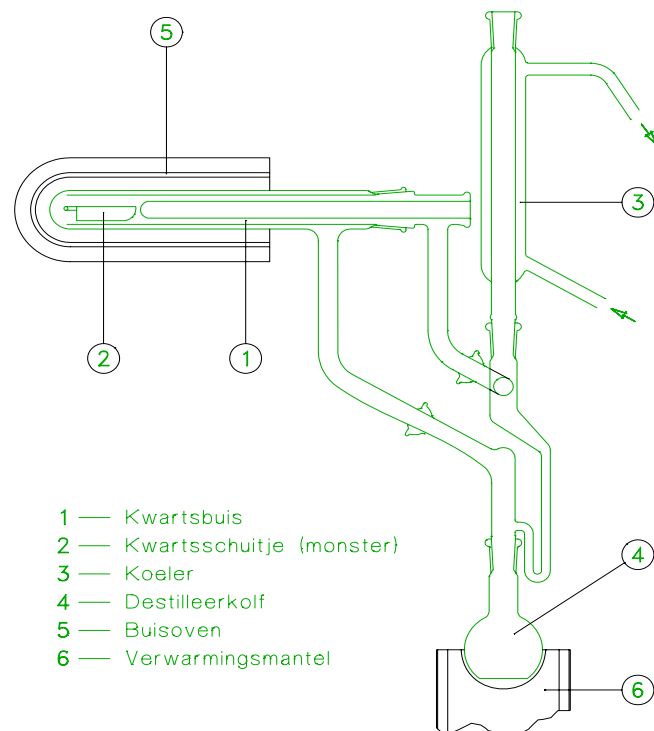 5
3
2
1
1 — Kwartsbuis
2 — Kwartsschuitje (monster)
3 — Koeler
4 — Destilleerkolf
5 — Buisoven
6 — Verwarmingsmantel
4
6